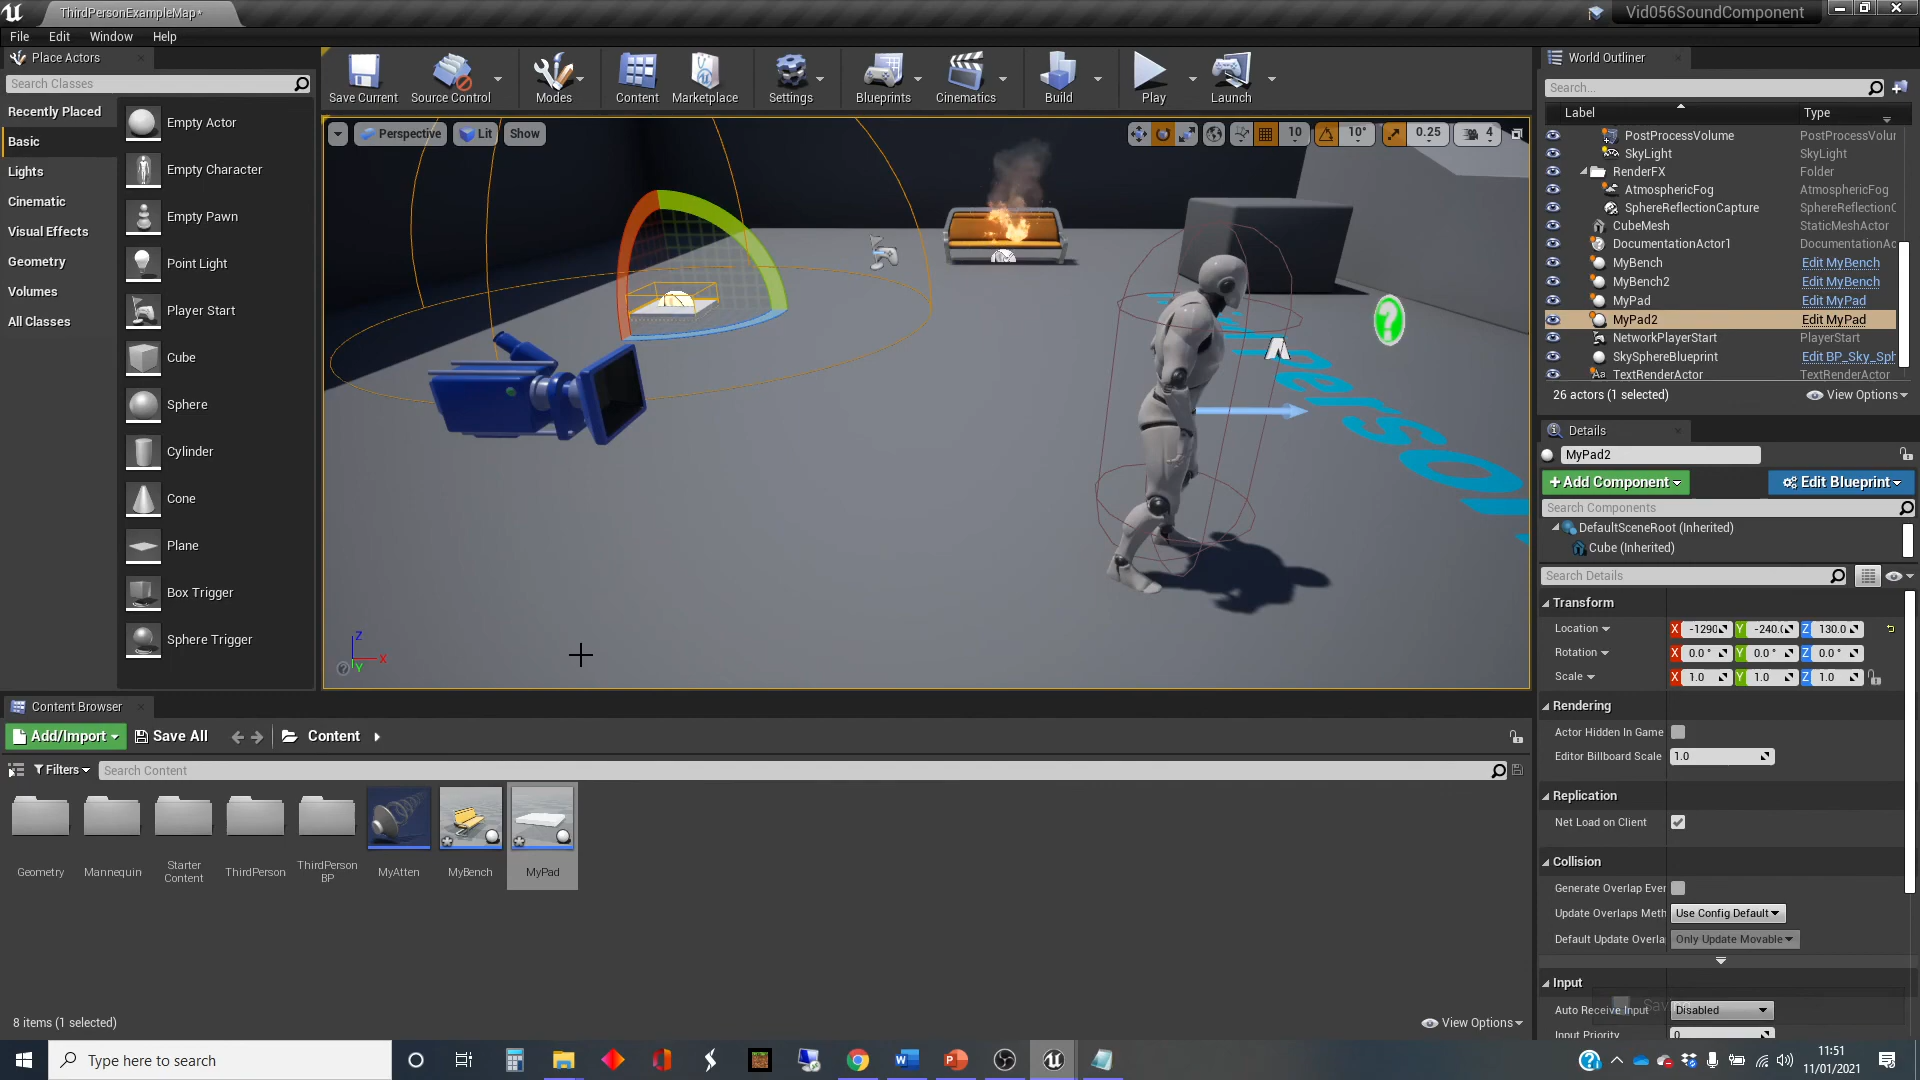 ThirdPersonExampleMap*
Vid056SoundComponent
File Edit Window Help
Place Actors
Search Classes
Recently Placed
Basic
Lights
Cinematic
Visual Effects
Geometry
Volumes
All Classes
Empty Actor
Empty Character
Empty Pawn
Point Light
Player Start
Cube
Sphere
Cylinder
Cone
Plane
Box Trigger
Sphere Trigger
Save Current
Source Control
Modes
Content
Marketplace
Settings
Blueprints
Cinematics
Build
Play
Launch
Perspective Lit Show
10 10° 0.25 4
?
Z
X
Y
World Outliner
Search...
Label Type
PostProcessVolume PostProcessVolur
SkyLight SkyLight
RenderFX Folder
AtmosphericFog AtmosphericFog
SphereReflectionCapture SphereReflectionC
CubeMesh StaticMeshActor
DocumentationActor1 DocumentationAc
MyBench Edit MyBench
MyBench2 Edit MyBench
MyPad Edit MyPad
MyPad2 Edit MyPad
NetworkPlayerStart PlayerStart
SkySphereBlueprint Edit BP_Sky_Sph
TextRenderActor TextRenderActor
26 actors (1 selected) View Options
Details
MyPad2
+Add Component Edit Blueprint
Search Components
DefaultSceneRoot (Inherited)
Cube (Inherited)
Search Details
Transform
Location X -1290 Y -240.( Z 130.0
Rotation X 0.0 ° Y 0.0 ° Z 0.0 °
Scale X 1.0 Y 1.0 Z 1.0
Rendering
Actor Hidden In Game
Editor Billboard Scale 1.0
Replication
Net Load on Client
Collision
Generate Overlap Ever
Update Overlaps Meth Use Config Default
Default Update Overla Only Update Movable
Input
Auto Receive Input Disabled
Input Priority 0
Content Browser
Add/Import Save All Content
Filters Search Content
Geometry
Mannequin
Starter
Content
ThirdPerson
ThirdPerson
BP
MyAtten
MyBench
MyPad
8 items (1 selected) View Options
Type here to search
11:51
11/01/2021